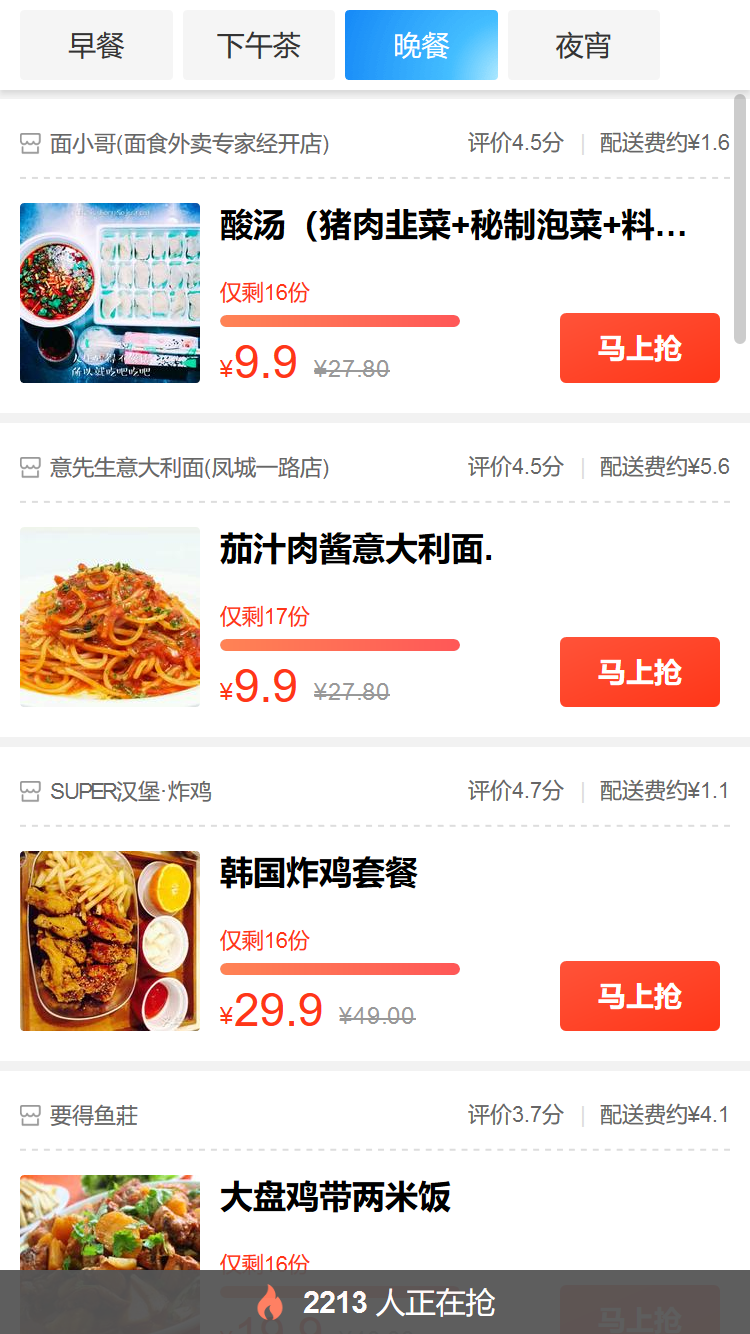 早餐
下午茶
晚餐
夜宵
面小哥(面食外卖专家经开店)
评价4.5分
配送费约¥1.6
酸汤（猪肉韭菜+秘制泡菜+料…
仅剩16份
¥9.9 ¥27.80
马上抢
所以就吃吧吃吧
意先生意大利面(凤城一路店)
评价4.5分
配送费约¥5.6
茄汁肉酱意大利面.
仅剩17份
¥9.9 ¥27.80
马上抢
SUPER汉堡·炸鸡
评价4.7分
配送费约¥1.1
韩国炸鸡套餐
仅剩16份
¥29.9 ¥49.00
马上抢
要得鱼莊
评价3.7分
配送费约¥4.1
大盘鸡带两米饭
仅剩16份
马上抢
2213 人正在抢